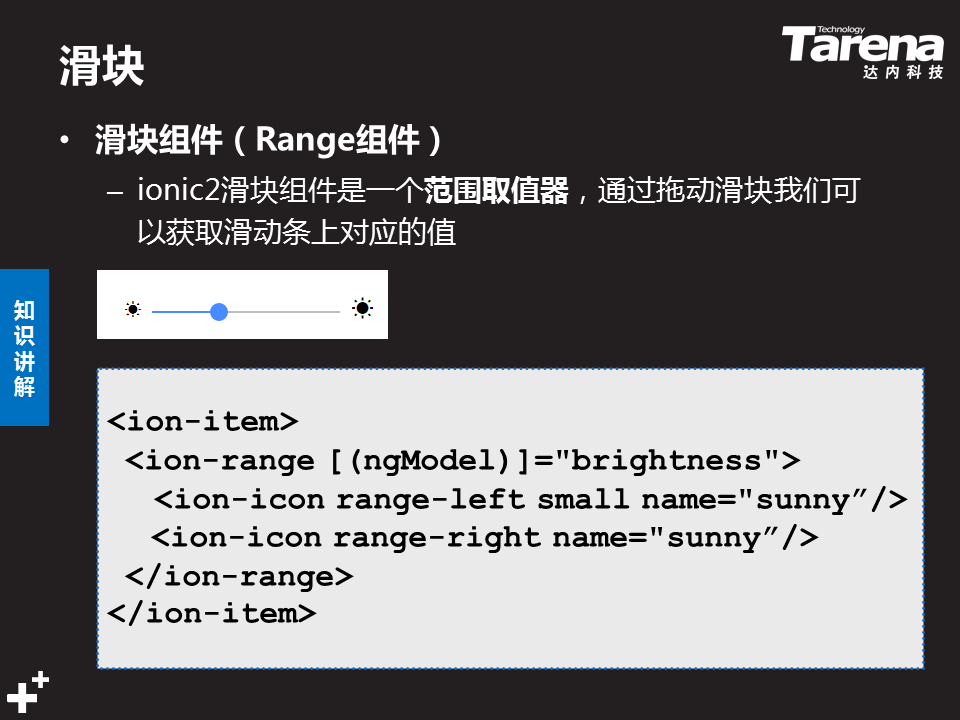 滑块
Technology
Tarena
达内科技
• 滑块组件（Range组件）
– ionic2滑块组件是一个范围取值器，通过拖动滑块我们可
以获取滑动条上对应的值
知识讲解
<ion-item>
<ion-range [(ngModel)]="brightness">
<ion-icon range-left small name="sunny”/>
<ion-icon range-right name="sunny”/>
</ion-range>
</ion-item>